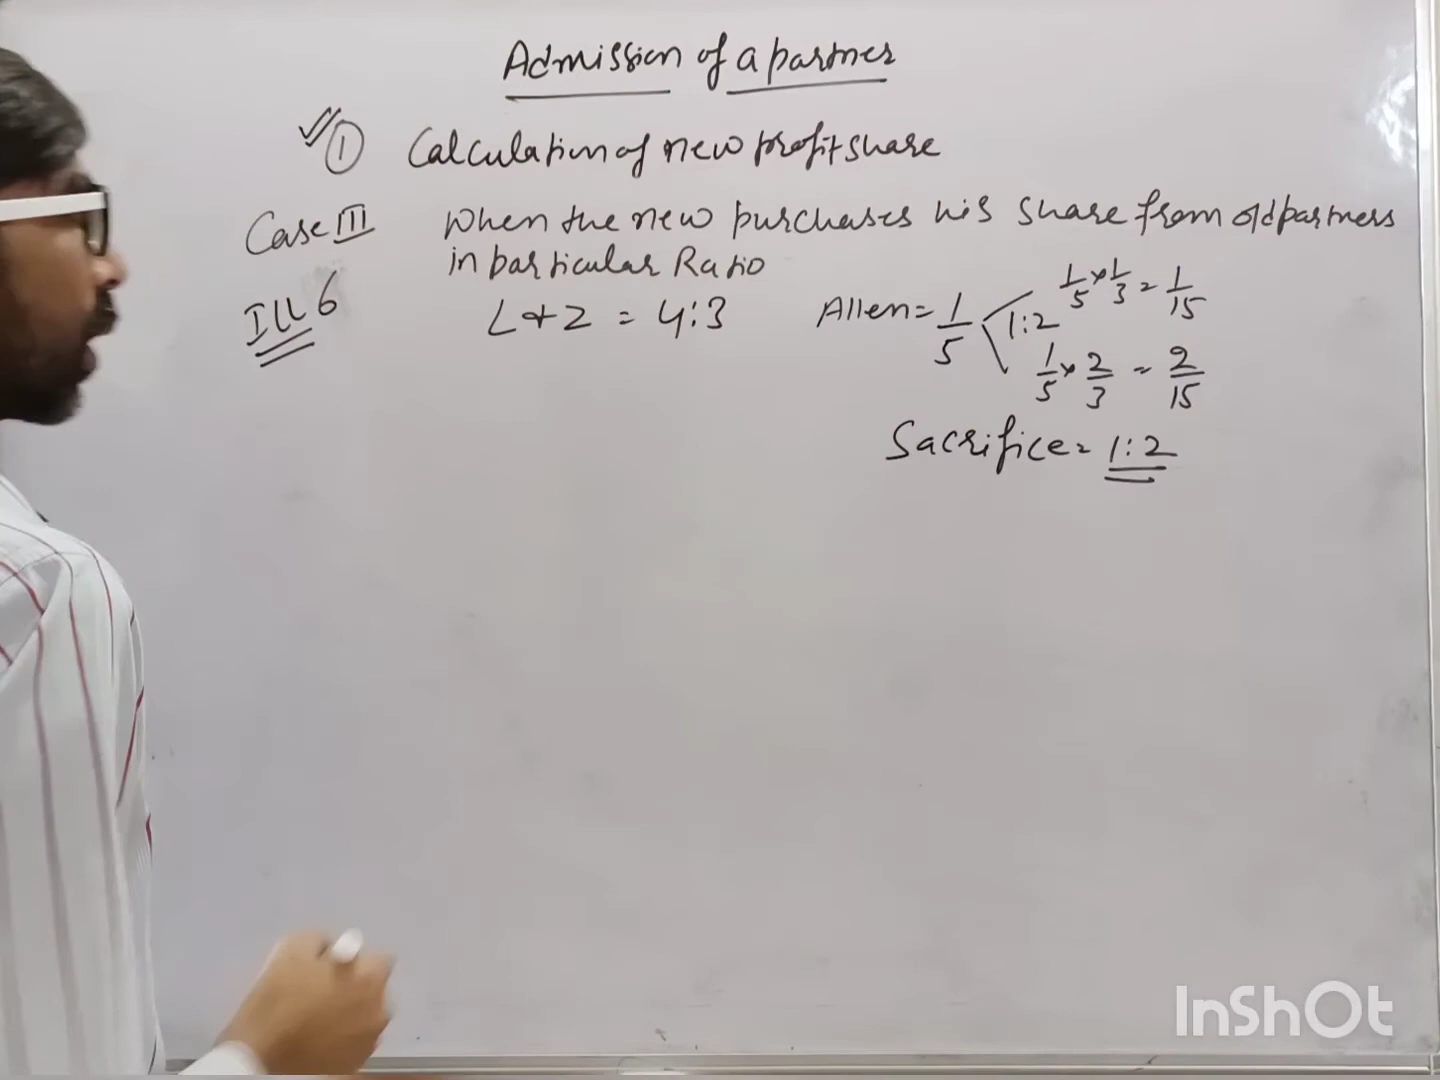 Admission of a partner
① Calculation of new profit share
Case III When the new purchases his share from old partners
in particular Ratio
Ill 6 L & Z = 4:3 Allen = 1/5 1:2 1/5 × 1/3 = 1/15
1/5 × 2/3 = 2/15
Sacrifice = 1:2
InShOt